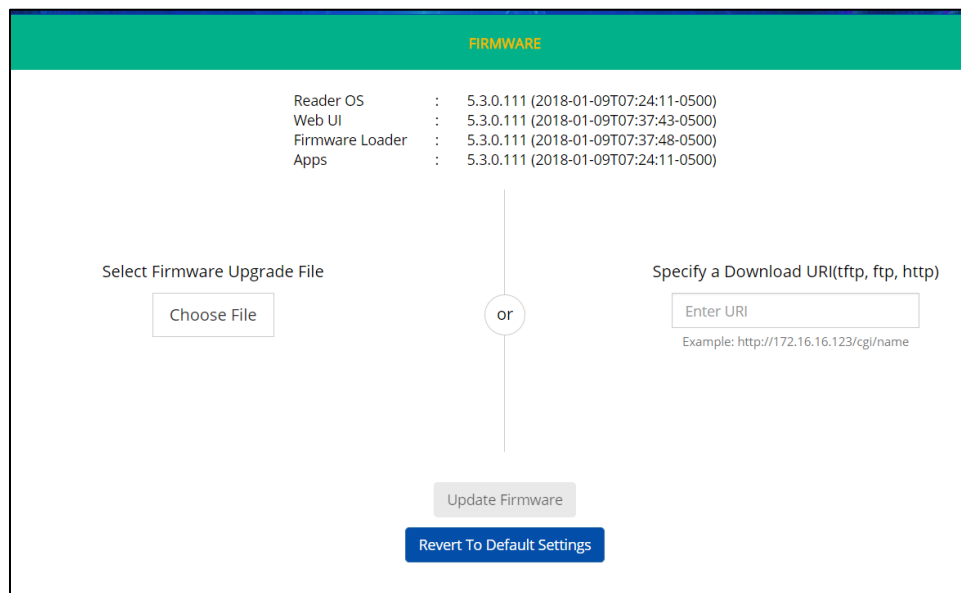 FIRMWARE
Reader OS : 5.3.0.111 (2018-01-09T07:24:11-0500)
Web UI : 5.3.0.111 (2018-01-09T07:37:43-0500)
Firmware Loader : 5.3.0.111 (2018-01-09T07:37:48-0500)
Apps : 5.3.0.111 (2018-01-09T07:24:11-0500)
Select Firmware Upgrade File
Choose File
or
Specify a Download URI(tftp, ftp, http)
Enter URI
Example: http://172.16.16.123/cgi/name
Update Firmware
Revert To Default Settings